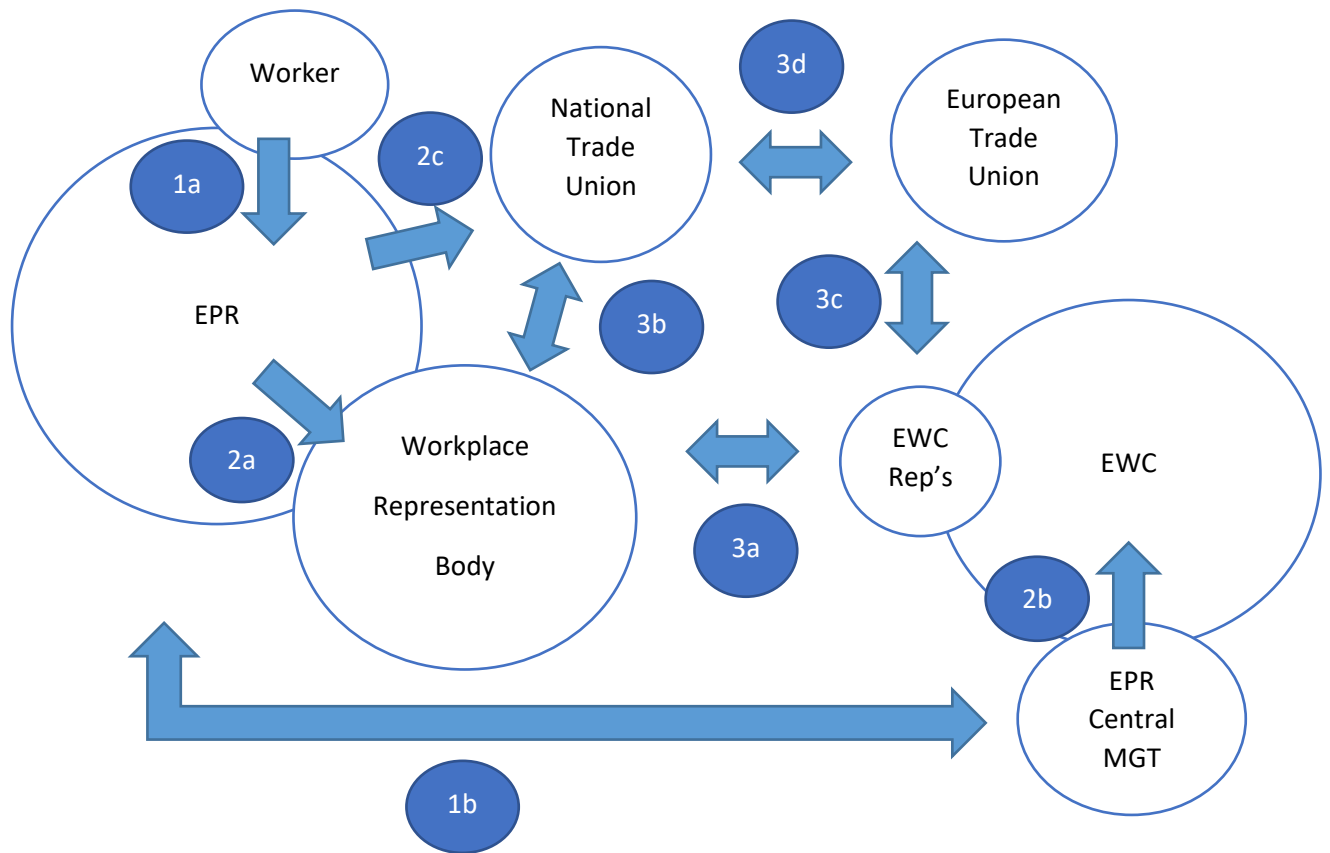 Worker
National
Trade
Union
3d
European
Trade
Union
1a
2c
EPR
3b
3c
2a
Workplace
Representation
Body
EWC
Rep's
EWC
3a
2b
EPR
Central
MGT
1b